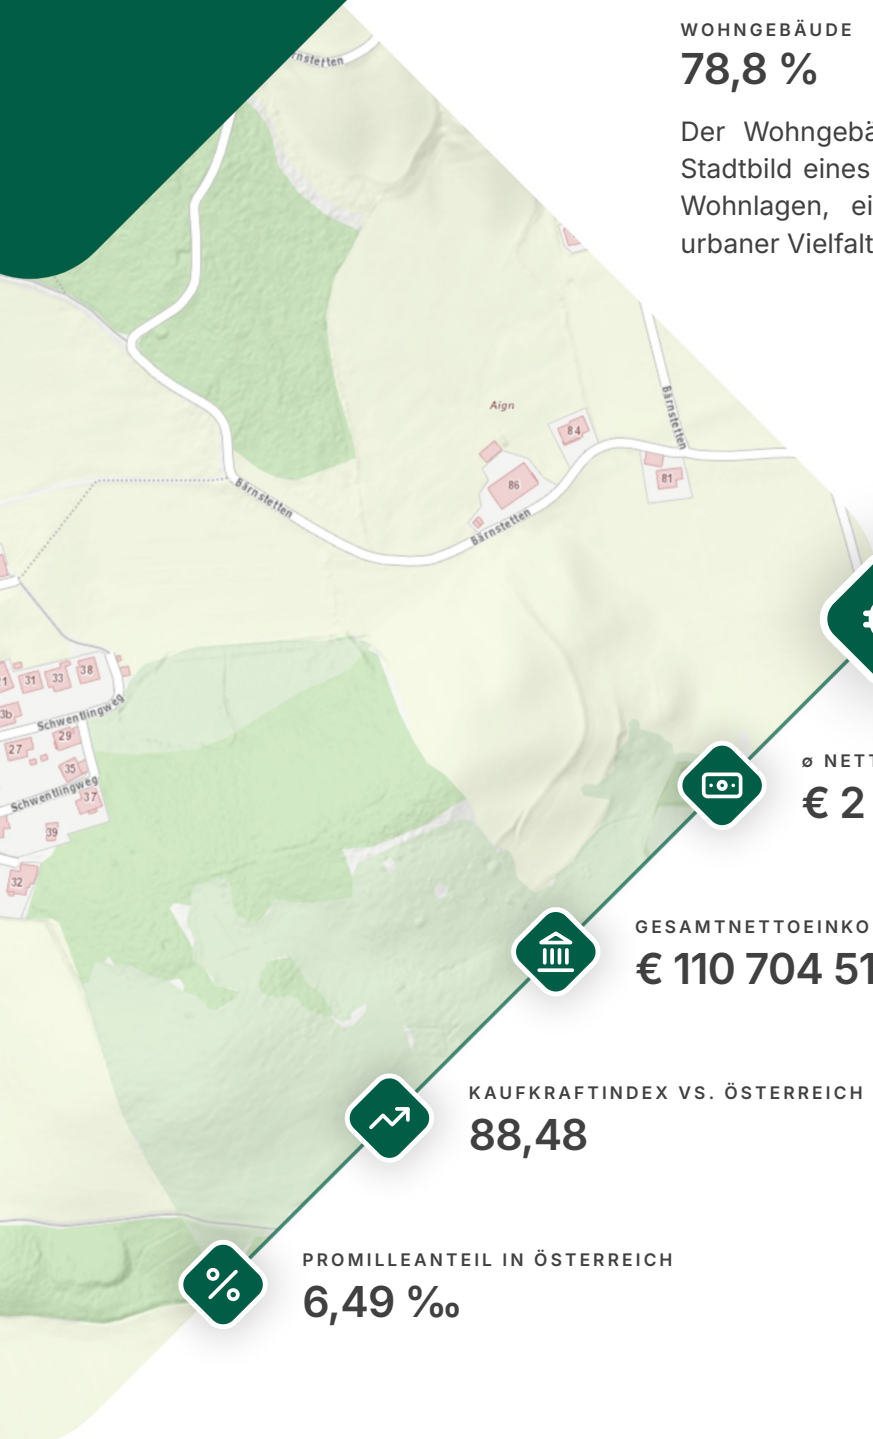 WOHNGEBÄUDE
78,8 %
Der Wohngebä
Stadtbild eines
Wohnlagen, ei
urbaner Vielfalt
nstetten
Aign
84
Bärnstetten
86
81
Bärnstetten
Bärnstetten
31
33
38
3b
Schwentlingweg
27
29
35
Schwentlingweg
37
39
32
ø NETT
€ 2
GESAMTNETTOEINKO
€ 110 704 51
KAUFKRAFTINDEX VS. ÖSTERREICH
88,48
PROMILLEANTEIL IN ÖSTERREICH
6,49 ‰